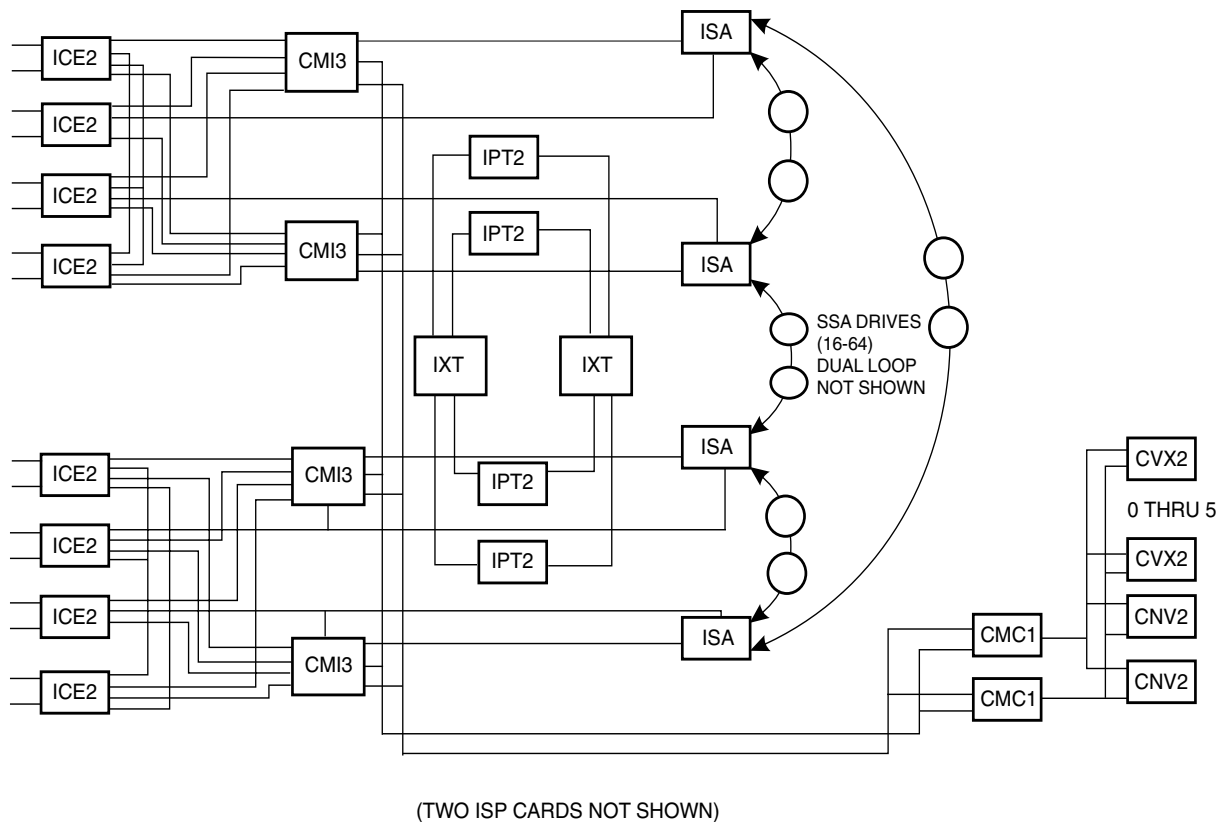 ICE2
ICE2
ICE2
ICE2
CMI3
CMI3
ISA
ISA
IPT2
IPT2
IXT
IXT
IPT2
IPT2
SSA DRIVES
(16-64)
DUAL LOOP
NOT SHOWN
ICE2
ICE2
ICE2
ICE2
CMI3
CMI3
ISA
ISA
CMC1
CMC1
CVX2
0 THRU 5
CVX2
CNV2
CNV2
(TWO ISP CARDS NOT SHOWN)